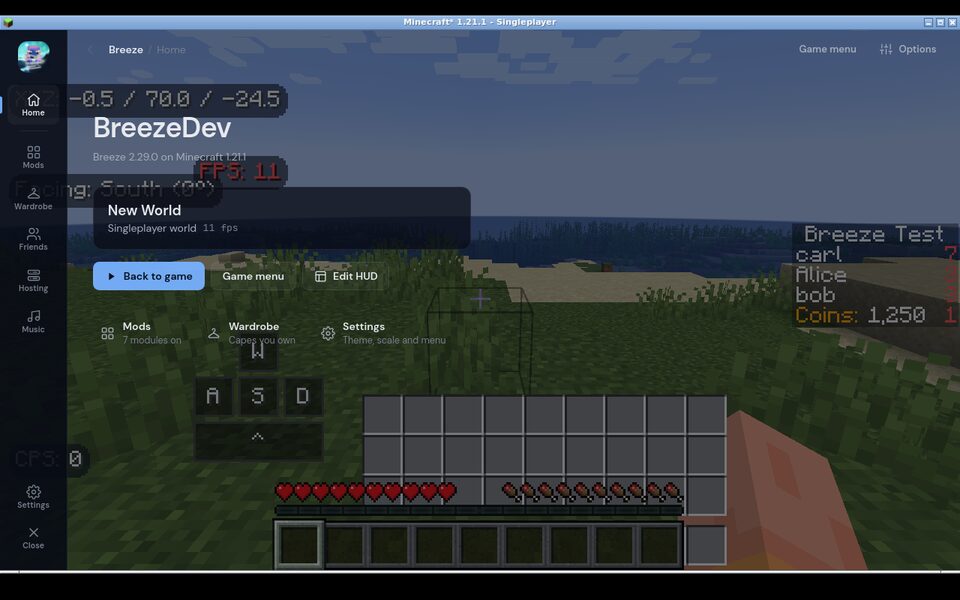 Minecraft* 1.21.1 - Singleplayer
Breeze / Home
Game menu
Options
Home
-0.5 / 70.0 / -24.5
BreezeDev
Breeze 2.29.0 on Minecraft 1.21.1
Mods
FPS: 11
Facing: South (0°)
Wardrobe
New World
Singleplayer world 11 fps
Friends
Breeze Test
carl 7
Alice
bob
Coins: 1,250 1
Hosting
Back to game
Game menu
Edit HUD
Music
Mods
7 modules on
Wardrobe
Capes you own
Settings
Theme, scale and menu
W
A S D
^
CPS: 0
Settings
Close